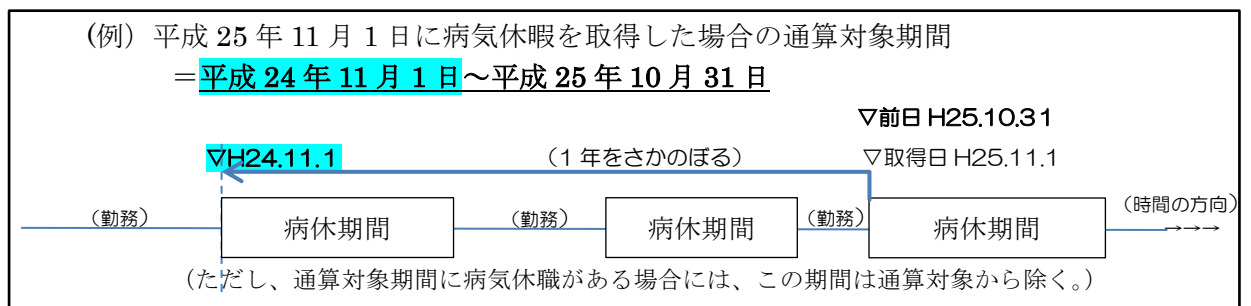 (例) 平成 25 年 11 月 1 日に病気休暇を取得した場合の通算対象期間
＝平成 24 年 11 月 1 日～平成 25 年 10 月 31 日
▽前日 H25.10.31
▽H24.11.1 （1 年をさかのぼる） ▽取得日 H25.11.1
（勤務） 病休期間 （勤務） 病休期間 （勤務） 病休期間 （時間の方向）
→→→
（ただし、通算対象期間に病気休職がある場合には、この期間は通算対象から除く。）